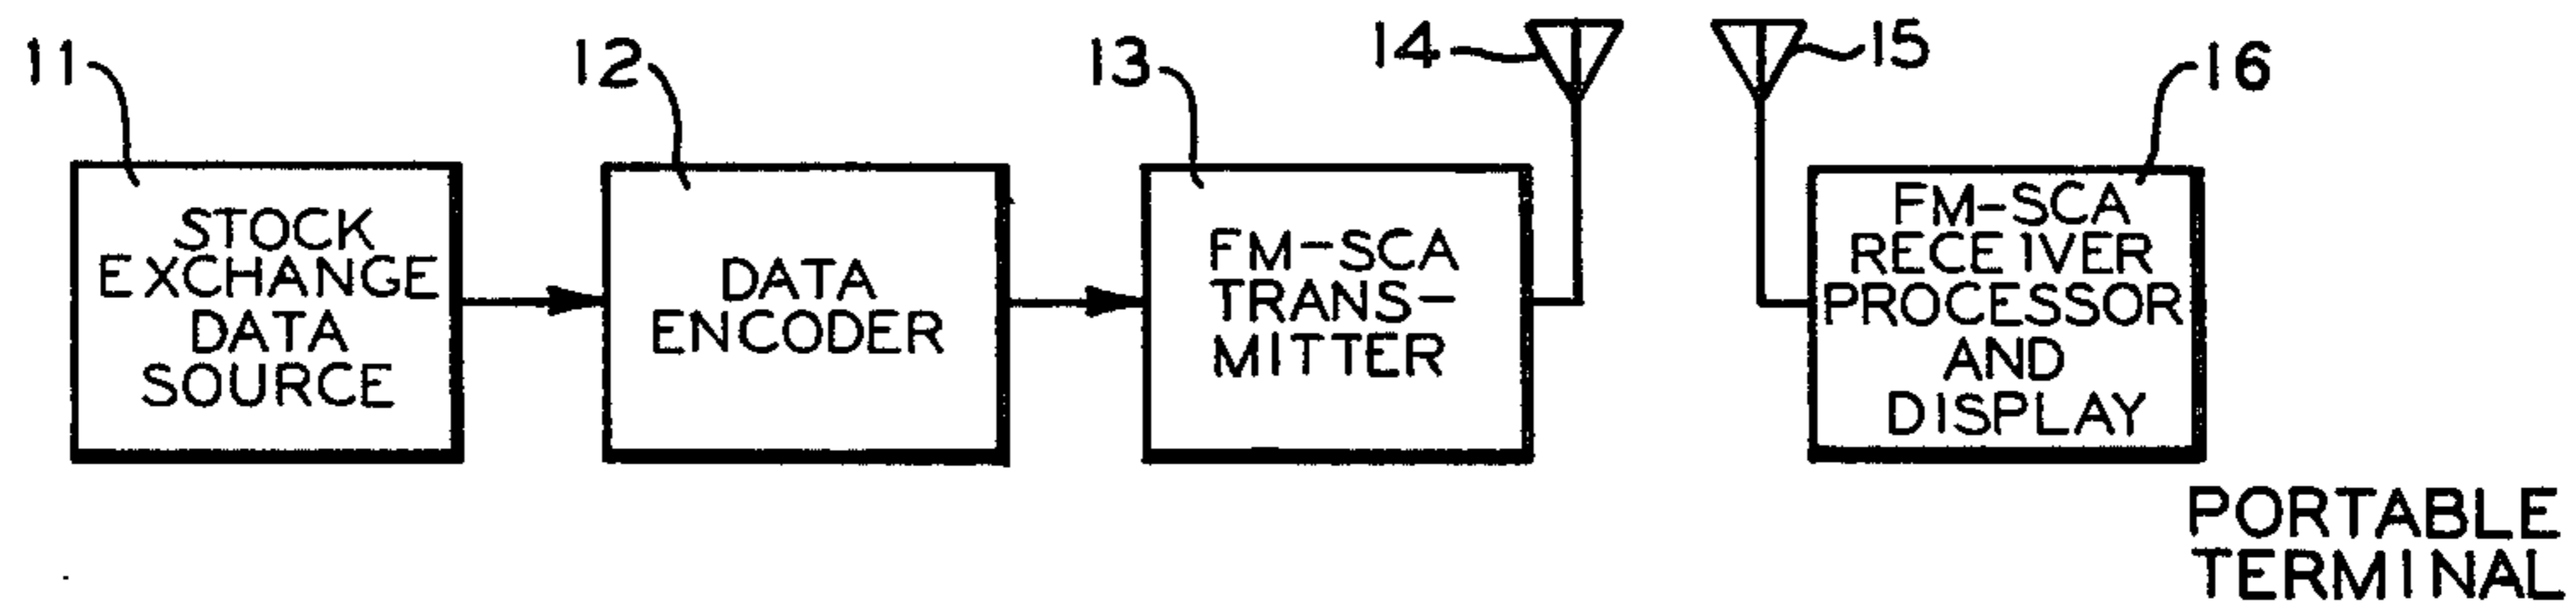 11
12
13
14
15
16
STOCK
EXCHANGE
DATA
SOURCE
DATA
ENCODER
FM-SCA
TRANS-
MITTER
FM-SCA
RECEIVER
PROCESSOR
AND
DISPLAY
PORTABLE
TERMINAL